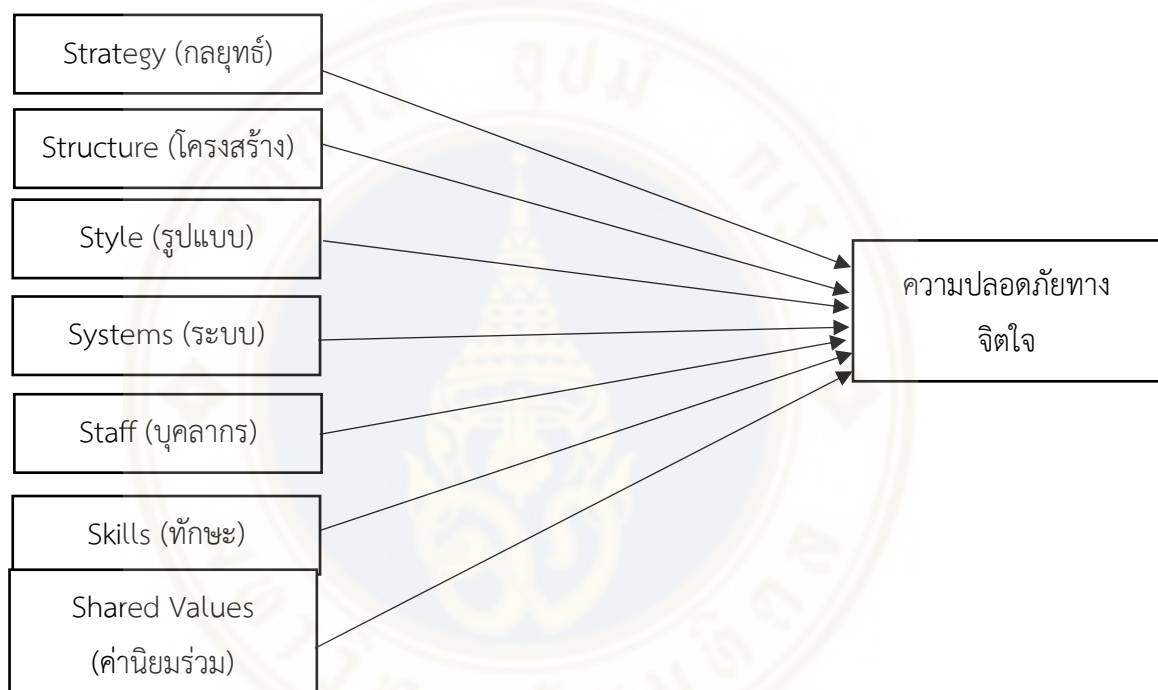 Strategy (กลยุทธ์)
Structure (โครงสร้าง)
Style (รูปแบบ)
Systems (ระบบ)
Staff (บุคลากร)
Skills (ทักษะ)
Shared Values
(ค่านิยมร่วม)
ความปลอดภัยทาง
จิตใจ